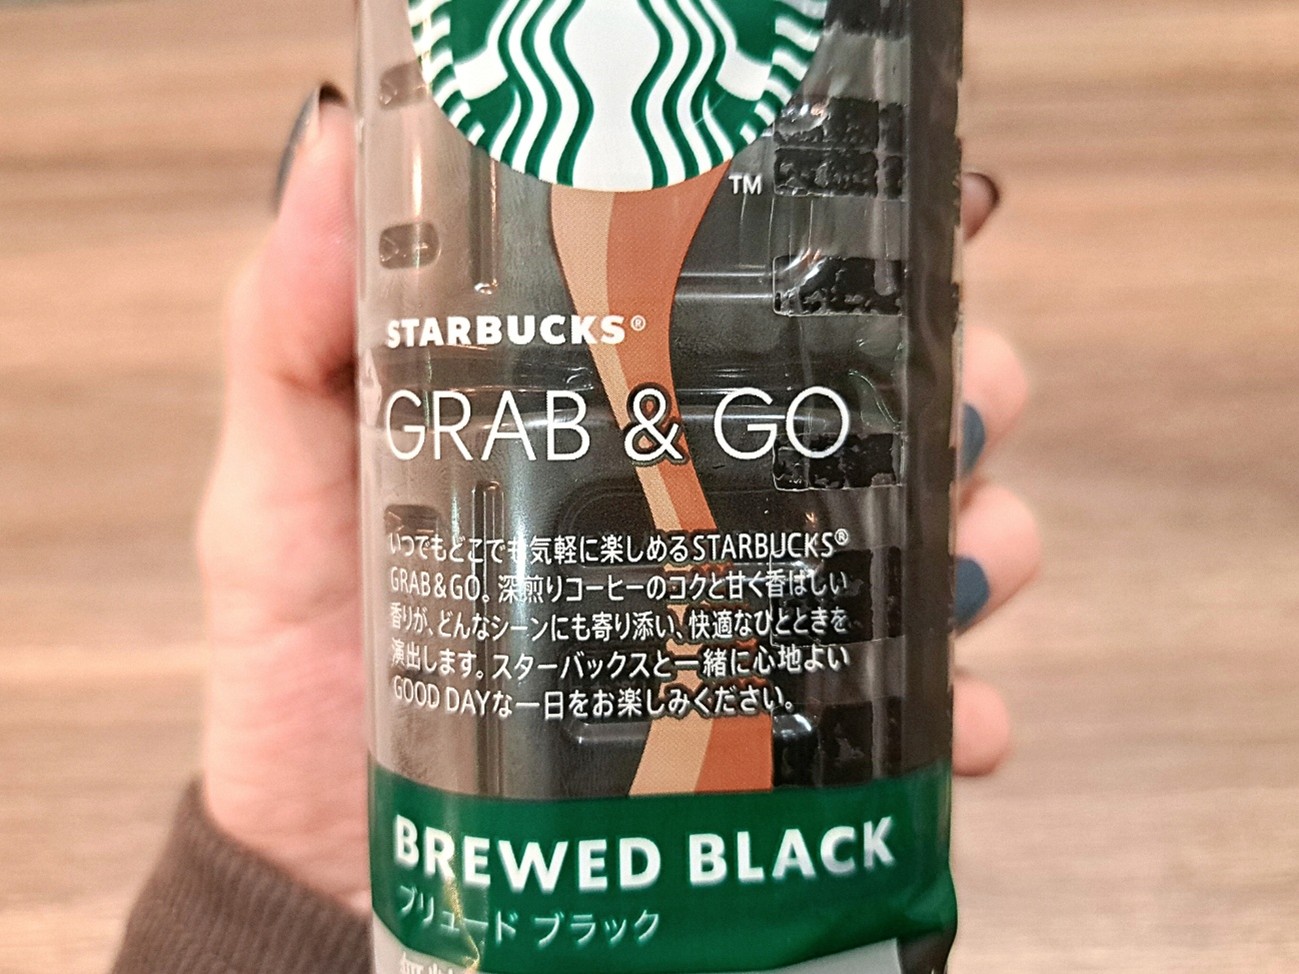 TM
STARBUCKS®
GRAB & GO
いつでもどこでも気軽に楽しめるSTARBUCKS®
GRAB&GO。深煎りコーヒーのコクと甘く香ばしい
香りが、どんなシーンにも寄り添い、快適なひとときを
演出します。スターバックスと一緒に心地よい
GOOD DAYな一日をお楽しみください。
BREWED BLACK
ブリュード ブラック